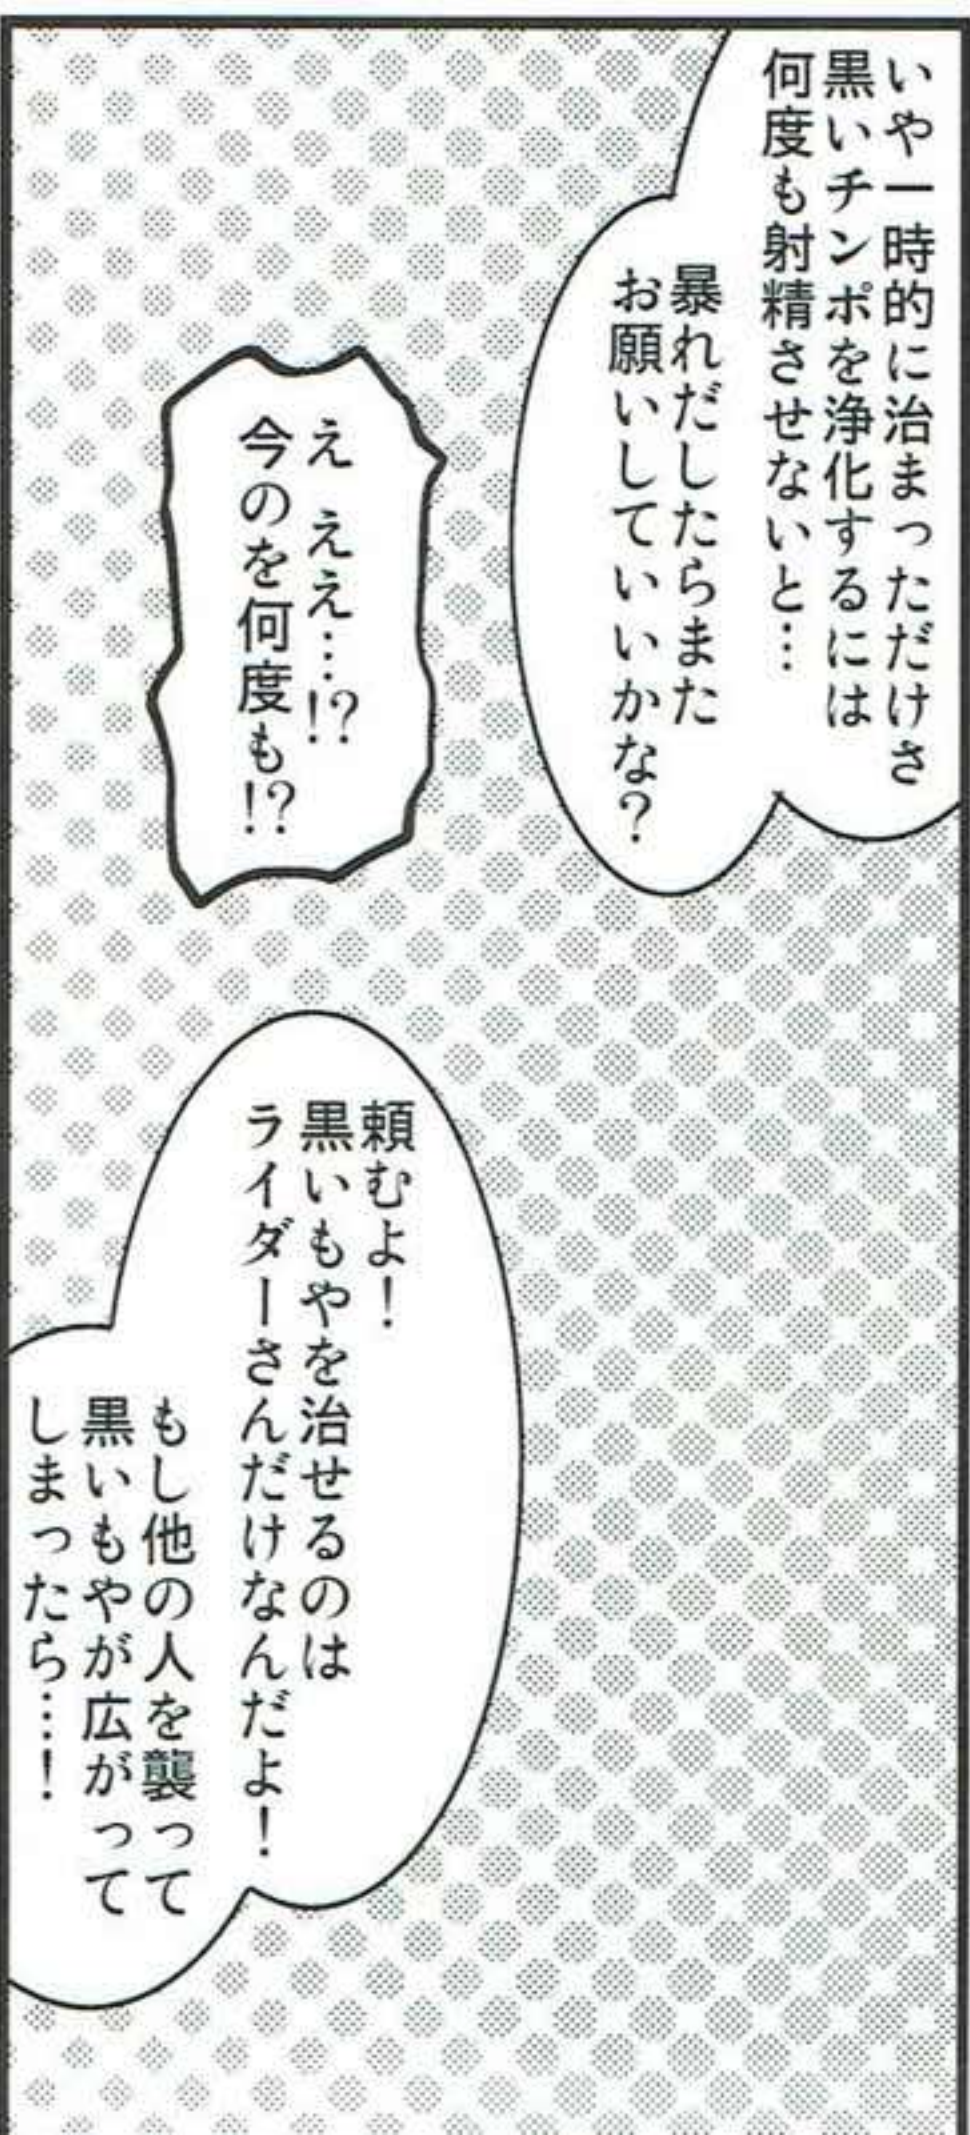 いや一時的に治まっただけさ
黒いチンポを浄化するには
何度も射精させないと…
暴れだしたらまた
お願いしていいかな?
え ええ…!?
今のを何度も!?
頼むよ!
黒いもやを治せるのは
ライダーさんだけなんだよ!
もし他の人を襲って
黒いもやが広がって
しまったら…!